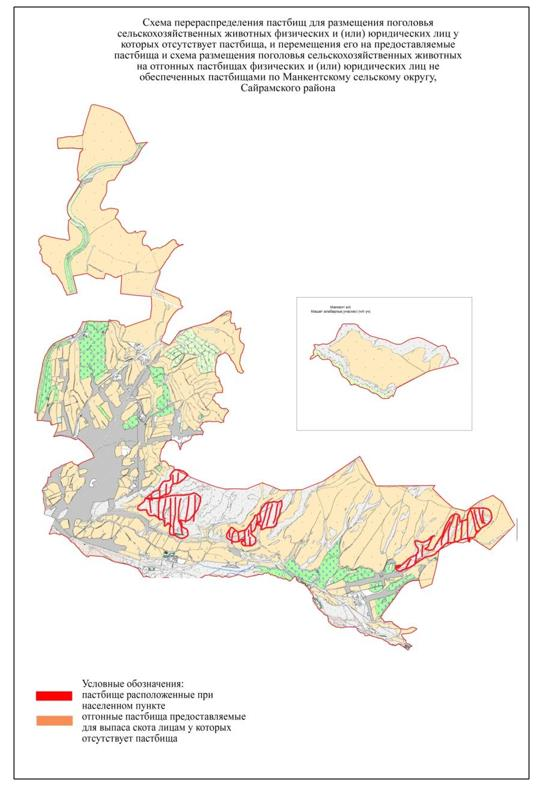 Схема перераспределения пастбищ для размещения поголовья
сельскохозяйственных животных физических и (или) юридических лиц у
которых отсутствует пастбища, и перемещения его на предоставляемые
пастбища и схема размещения поголовья сельскохозяйственных животных
на отгонных пастбищах физических и (или) юридических лиц не
обеспеченных пастбищами по Манкентскому сельскому округу,
Сайрамского района
Условные обозначения:
пастбище расположенные при
населенном пункте
отгонные пастбища предоставляемые
для выпаса скота лицам у которых
отсутствует пастбища